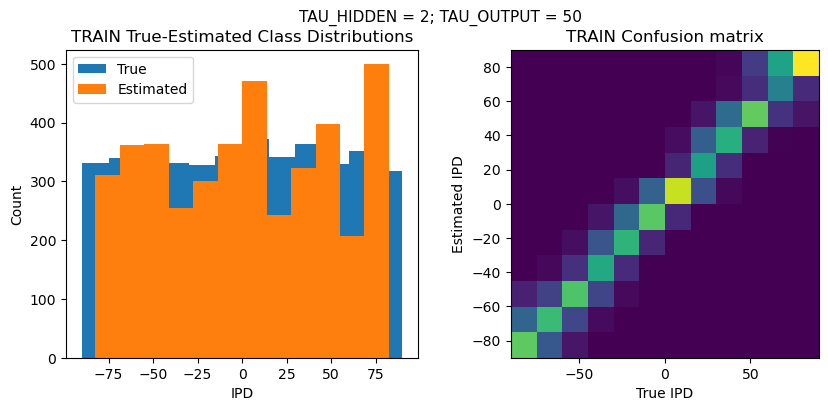 TAU_HIDDEN = 2; TAU_OUTPUT = 50
TRAIN True-Estimated Class Distributions
True
Estimated
500
400
300
200
100
0
Count
−75
−50
−25
0
25
50
75
IPD
TRAIN Confusion matrix
80
60
40
20
0
−20
−40
−60
−80
Estimated IPD
−50
0
50
True IPD